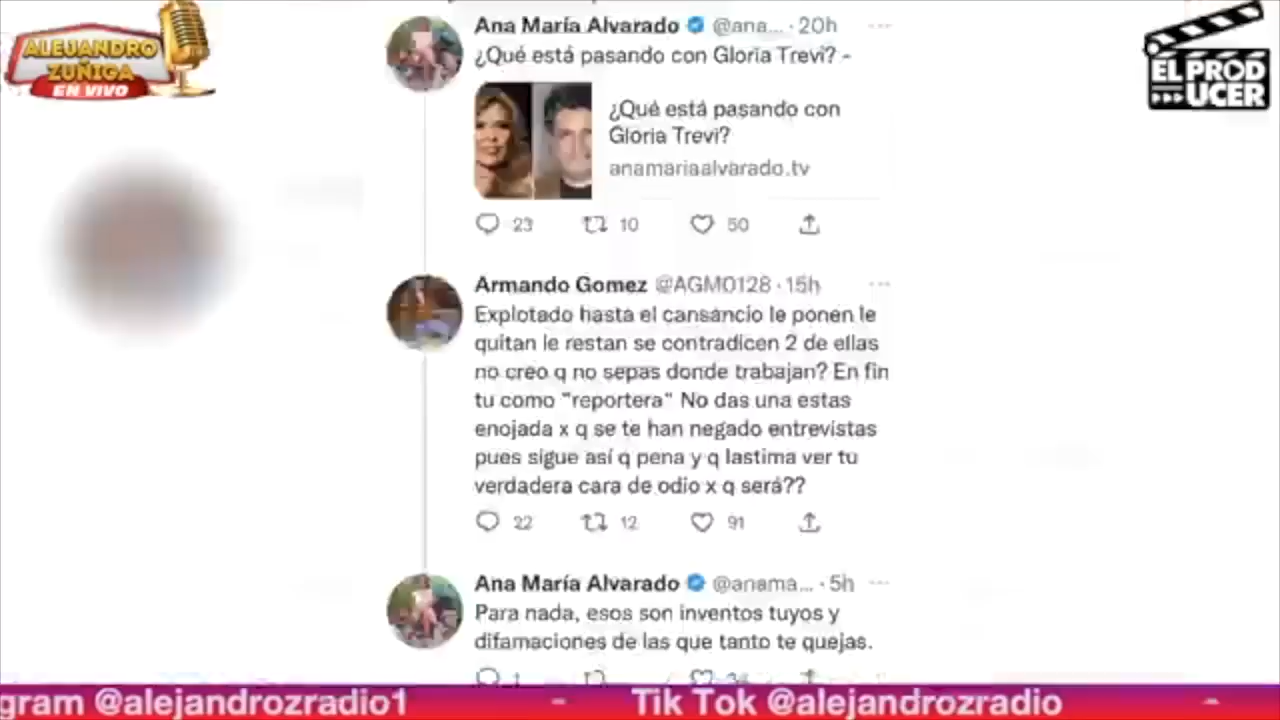 ALEJANDRO
ZUÑIGA
EN VIVO
EL PROD
UCER
Ana María Alvarado @ana... · 20h
¿Qué está pasando con Gloria Trevi? -
¿Qué está pasando con
Gloria Trevi?
anamariaalvarado.tv
23 10 50
Armando Gomez @AGM0128 · 15h
Explotado hasta el cansancio le ponen le
quitan le restan se contradicen 2 de ellas
no creo q no sepas donde trabajan? En fin
tu como "reportera" No das una estas
enojada x q se te han negado entrevistas
pues sigue así q pena y q lastima ver tu
verdadera cara de odio x q será??
22 12 91
Ana María Alvarado @anama... · 5h
Para nada, esos son inventos tuyos y
difamaciones de las que tanto te quejas.
gram @alejandrozradio1 - Tik Tok @alejandrozradio